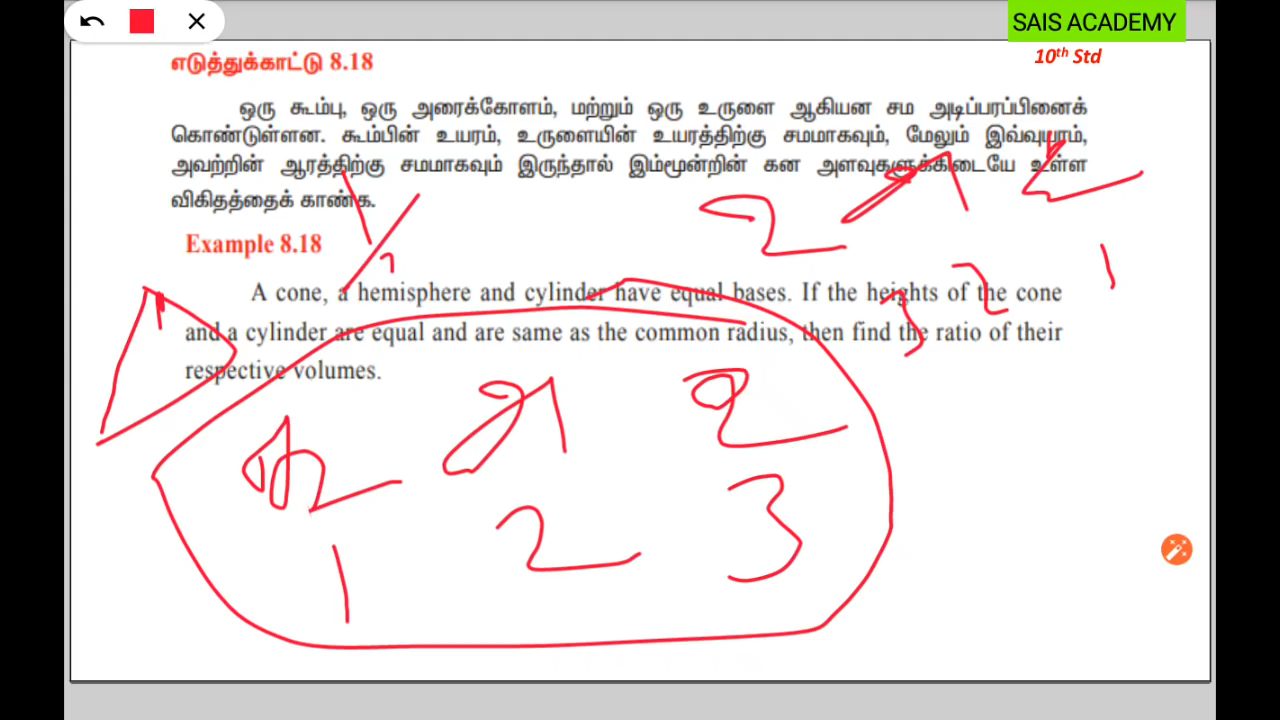 SAIS ACADEMY
10th Std
எடுத்துக்காட்டு 8.18
ஒரு கூம்பு, ஒரு அரைக்கோளம், மற்றும் ஒரு உருளை ஆகியன சம அடிப்பரப்பினைக்
கொண்டுள்ளன. கூம்பின் உயரம், உருளையின் உயரத்திற்கு சமமாகவும், மேலும் இவ்வுயரம்,
அவற்றின் ஆரத்திற்கு சமமாகவும் இருந்தால் இம்மூன்றின் கன அளவுகளுக்கிடையே உள்ள
விகிதத்தைக் காண்க.
Example 8.18
A cone, a hemisphere and cylinder have equal bases. If the heights of the cone
and a cylinder are equal and are same as the common radius, then find the ratio of their
respective volumes.
3 2 1
1 2 3